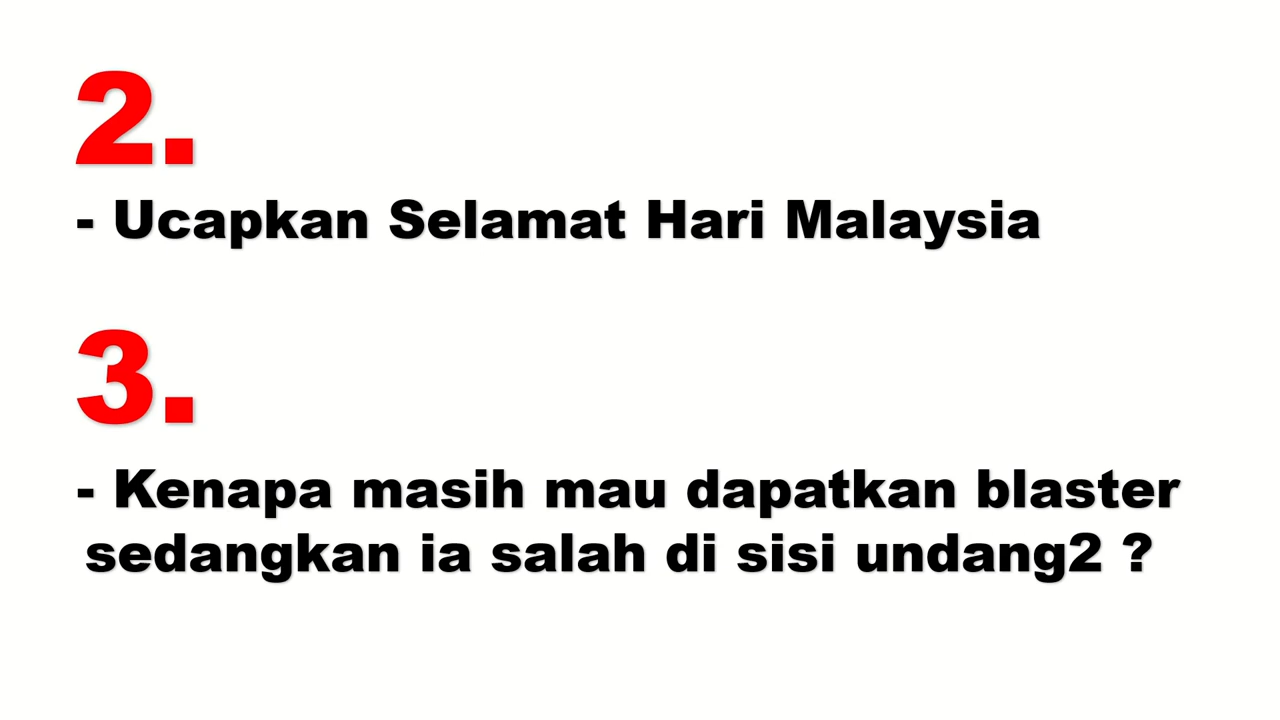 2.
- Ucapkan Selamat Hari Malaysia
3.
- Kenapa masih mau dapatkan blaster
sedangkan ia salah di sisi undang2 ?